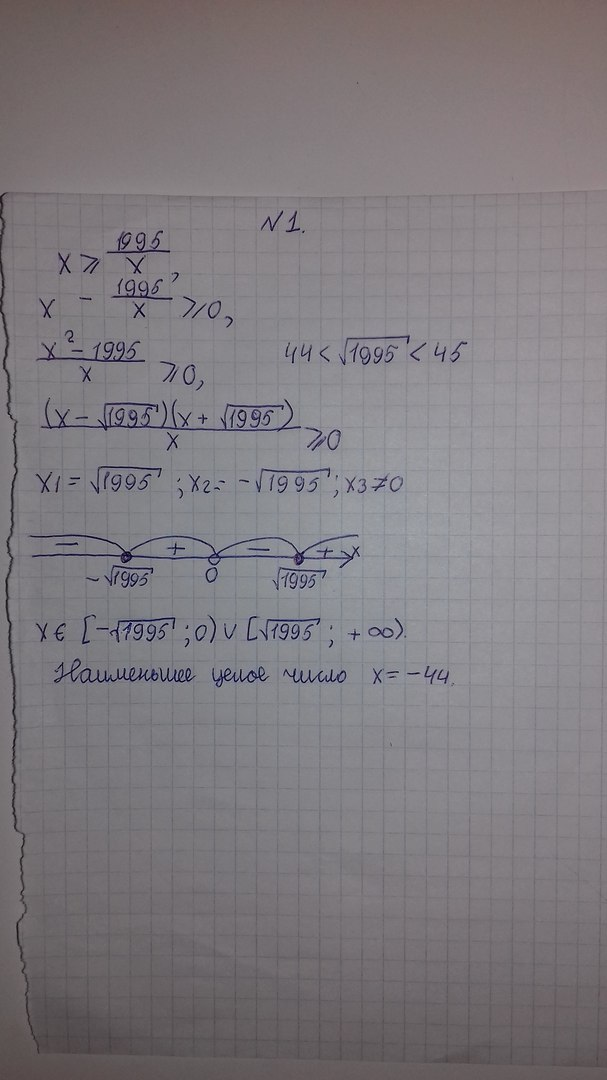 N1.
x ⩾ 1995/x,
x - 1995/x ⩾ 0,
(x² - 1995)/x ⩾ 0, 44 < √1995 < 45
(x - √1995)(x + √1995)/x ⩾ 0
x1 = √1995 ; x2 = -√1995 ; x3 ≠ 0
- + - + x
-√1995 0 √1995
x ∈ [-√1995 ; 0) ∪ [√1995 ; +∞).
Наименьшее целое число x = -44.